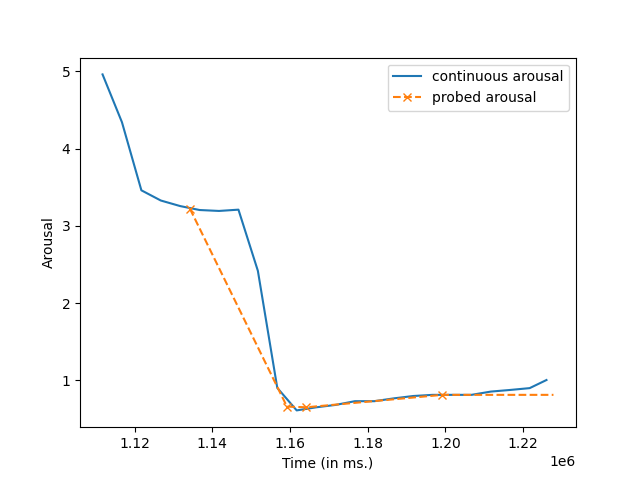 continuous arousal
probed arousal
5
4
3
2
1
Arousal
1.12 1.14 1.16 1.18 1.20 1.22
Time (in ms.)
1e6